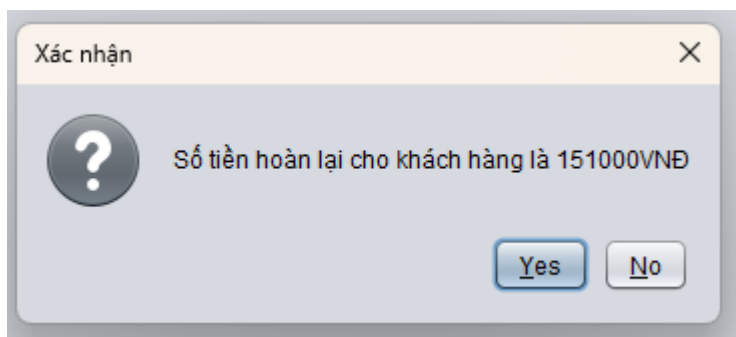 Xác nhận
Số tiền hoàn lại cho khách hàng là 151000VNĐ
Yes No